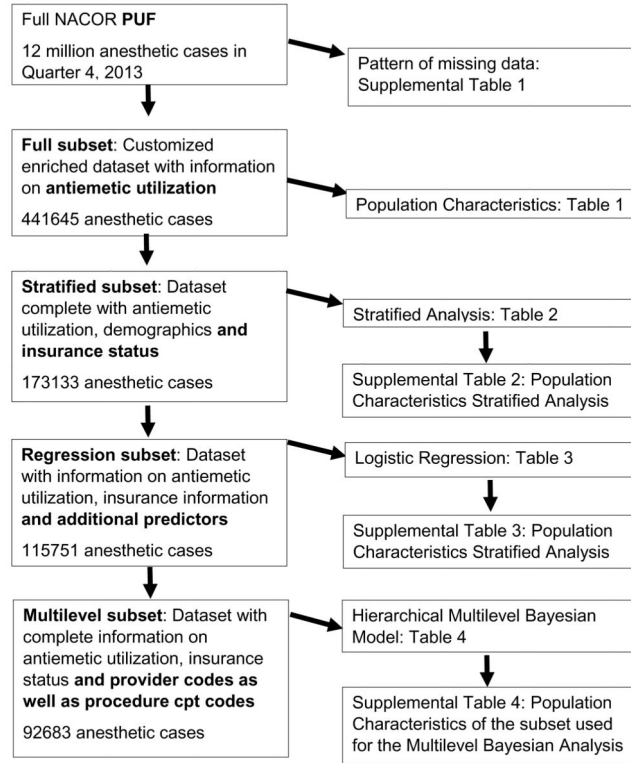 Full NACOR PUF
12 million anesthetic cases in
Quarter 4, 2013
Pattern of missing data:
Supplemental Table 1
Full subset: Customized
enriched dataset with information
on antiemetic utilization
441645 anesthetic cases
Population Characteristics: Table 1
Stratified subset: Dataset
complete with antiemetic
utilization, demographics and
insurance status
173133 anesthetic cases
Stratified Analysis: Table 2
Supplemental Table 2: Population
Characteristics Stratified Analysis
Regression subset: Dataset
with information on antiemetic
utilization, insurance information
and additional predictors
115751 anesthetic cases
Logistic Regression: Table 3
Supplemental Table 3: Population
Characteristics Stratified Analysis
Multilevel subset: Dataset with
complete information on
antiemetic utilization, insurance
status and provider codes as
well as procedure cpt codes
92683 anesthetic cases
Hierarchical Multilevel Bayesian
Model: Table 4
Supplemental Table 4: Population
Characteristics of the subset used
for the Multilevel Bayesian Analysis